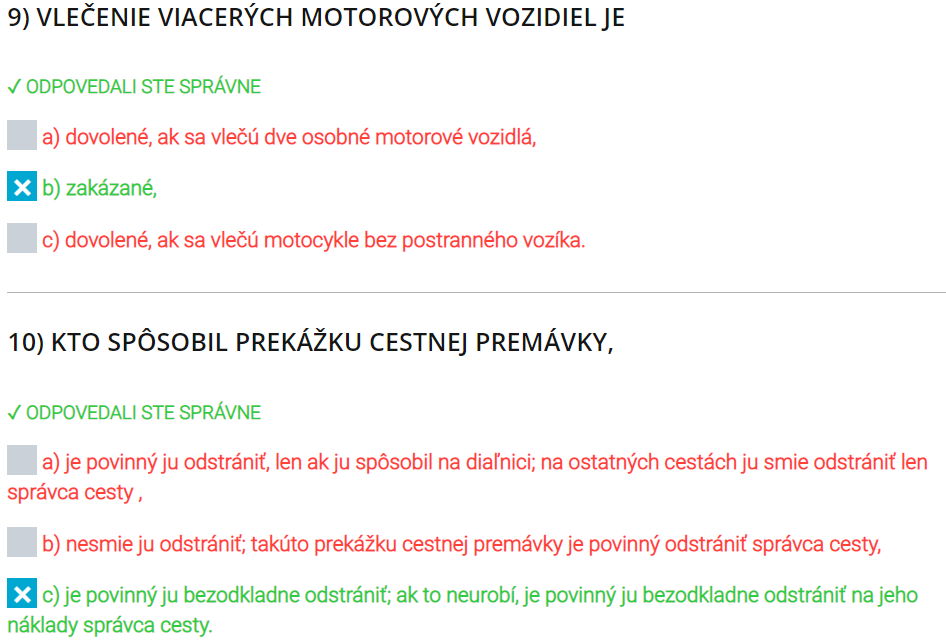 9) VLEČENIE VIACERÝCH MOTOROVÝCH VOZIDIEL JE
✓ ODPOVEDALI STE SPRÁVNE
a) dovolené, ak sa vlečú dve osobné motorové vozidlá,
b) zakázané,
c) dovolené, ak sa vlečú motocykle bez postranného vozíka.
10) KTO SPÔSOBIL PREKÁŽKU CESTNEJ PREMÁVKY,
✓ ODPOVEDALI STE SPRÁVNE
a) je povinný ju odstrániť, len ak ju spôsobil na diaľnici; na ostatných cestách ju smie odstrániť len
správca cesty ,
b) nesmie ju odstrániť; takúto prekážku cestnej premávky je povinný odstrániť správca cesty,
c) je povinný ju bezodkladne odstrániť; ak to neurobí, je povinný ju bezodkladne odstrániť na jeho
náklady správca cesty.